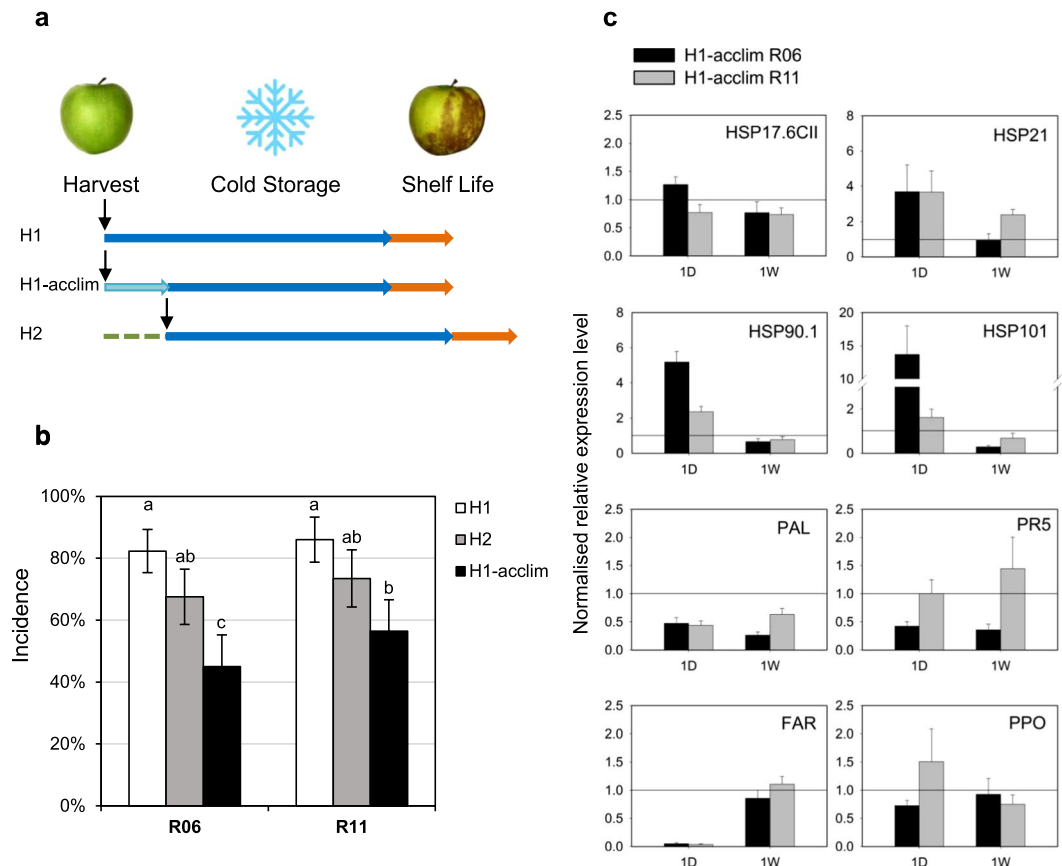 a
Harvest Cold Storage Shelf Life
H1
H1-acclim
H2
b
Incidence
100%
80%
60%
40%
20%
0%
a
ab
c
a
ab
b
R06 R11
H1
H2
H1-acclim
c
H1-acclim R06
H1-acclim R11
Normalised relative expression level
HSP17.6CII
2.5
2.0
1.5
1.0
0.5
0.0
1D 1W
HSP21
8
6
4
2
0
1D 1W
HSP90.1
8
6
4
2
0
1D 1W
HSP101
20
15
10
2
0
1D 1W
PAL
2.5
2.0
1.5
1.0
0.5
0.0
1D 1W
PR5
2.5
2.0
1.5
1.0
0.5
0.0
1D 1W
FAR
2.5
2.0
1.5
1.0
0.5
0.0
1D 1W
PPO
2.5
2.0
1.5
1.0
0.5
0.0
1D 1W